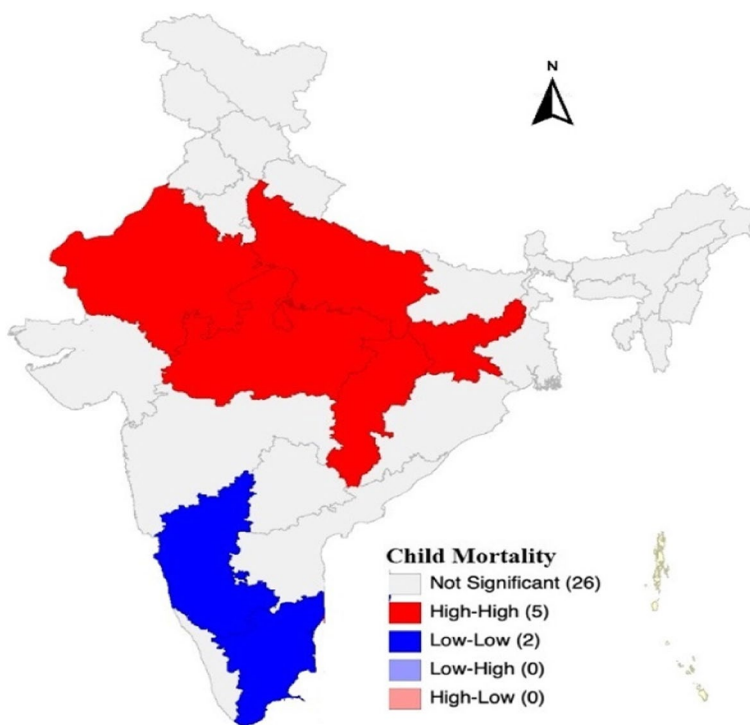 N
Child Mortality
Not Significant (26)
High-High (5)
Low-Low (2)
Low-High (0)
High-Low (0)